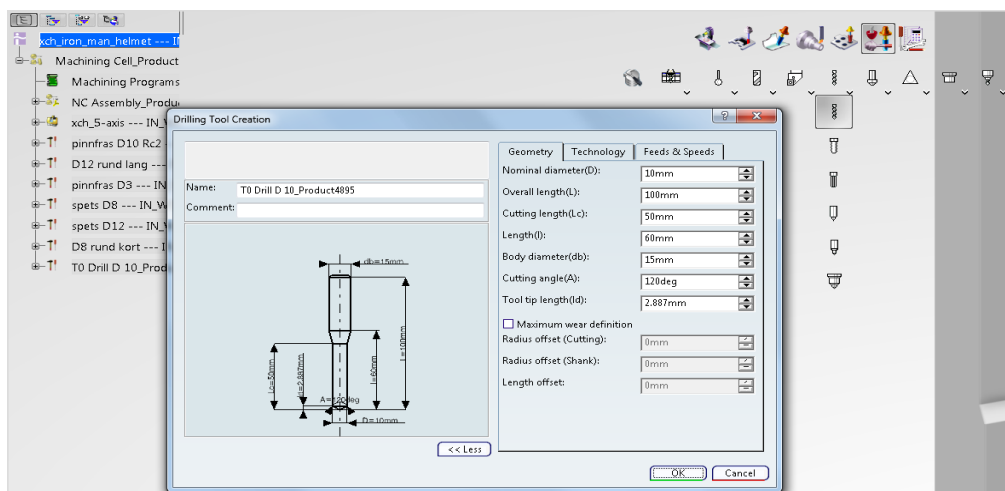 xch_iron_man_helmet --- I
Machining Cell_Product
Machining Programs
NC Assembly_Produ
xch_5-axis --- IN_
pinnfras D10 Rc2
D12 rund lang ---
pinnfras D3 --- IN
spets D8 --- IN_W
spets D12 --- IN_
D8 rund kort --- I
T0 Drill D 10_Prod
Drilling Tool Creation
Name: T0 Drill D 10_Product4895
Comment:
db=15mm
L=100mm
l=60mm
Lc=50mm
ld=2.887mm
A=120deg
D=10mm
<< Less
Geometry Technology Feeds & Speeds
Nominal diameter(D): 10mm
Overall length(L): 100mm
Cutting length(Lc): 50mm
Length(l): 60mm
Body diameter(db): 15mm
Cutting angle(A): 120deg
Tool tip length(ld): 2.887mm
Maximum wear definition
Radius offset (Cutting): 0mm
Radius offset (Shank): 0mm
Length offset: 0mm
OK Cancel